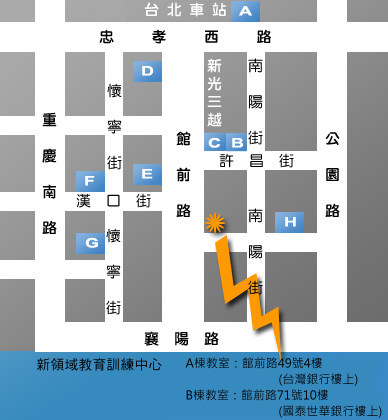 台北車站 A
忠孝西路
D
新光三越
南陽街
懷寧街
重慶南路
館前路
公園路
C B
許昌街
E
F
漢口街
南陽街
H
G
懷寧街
襄陽路
新領域教育訓練中心
A棟教室：館前路49號4樓
(台灣銀行樓上)
B棟教室：館前路71號10樓
(國泰世華銀行樓上)